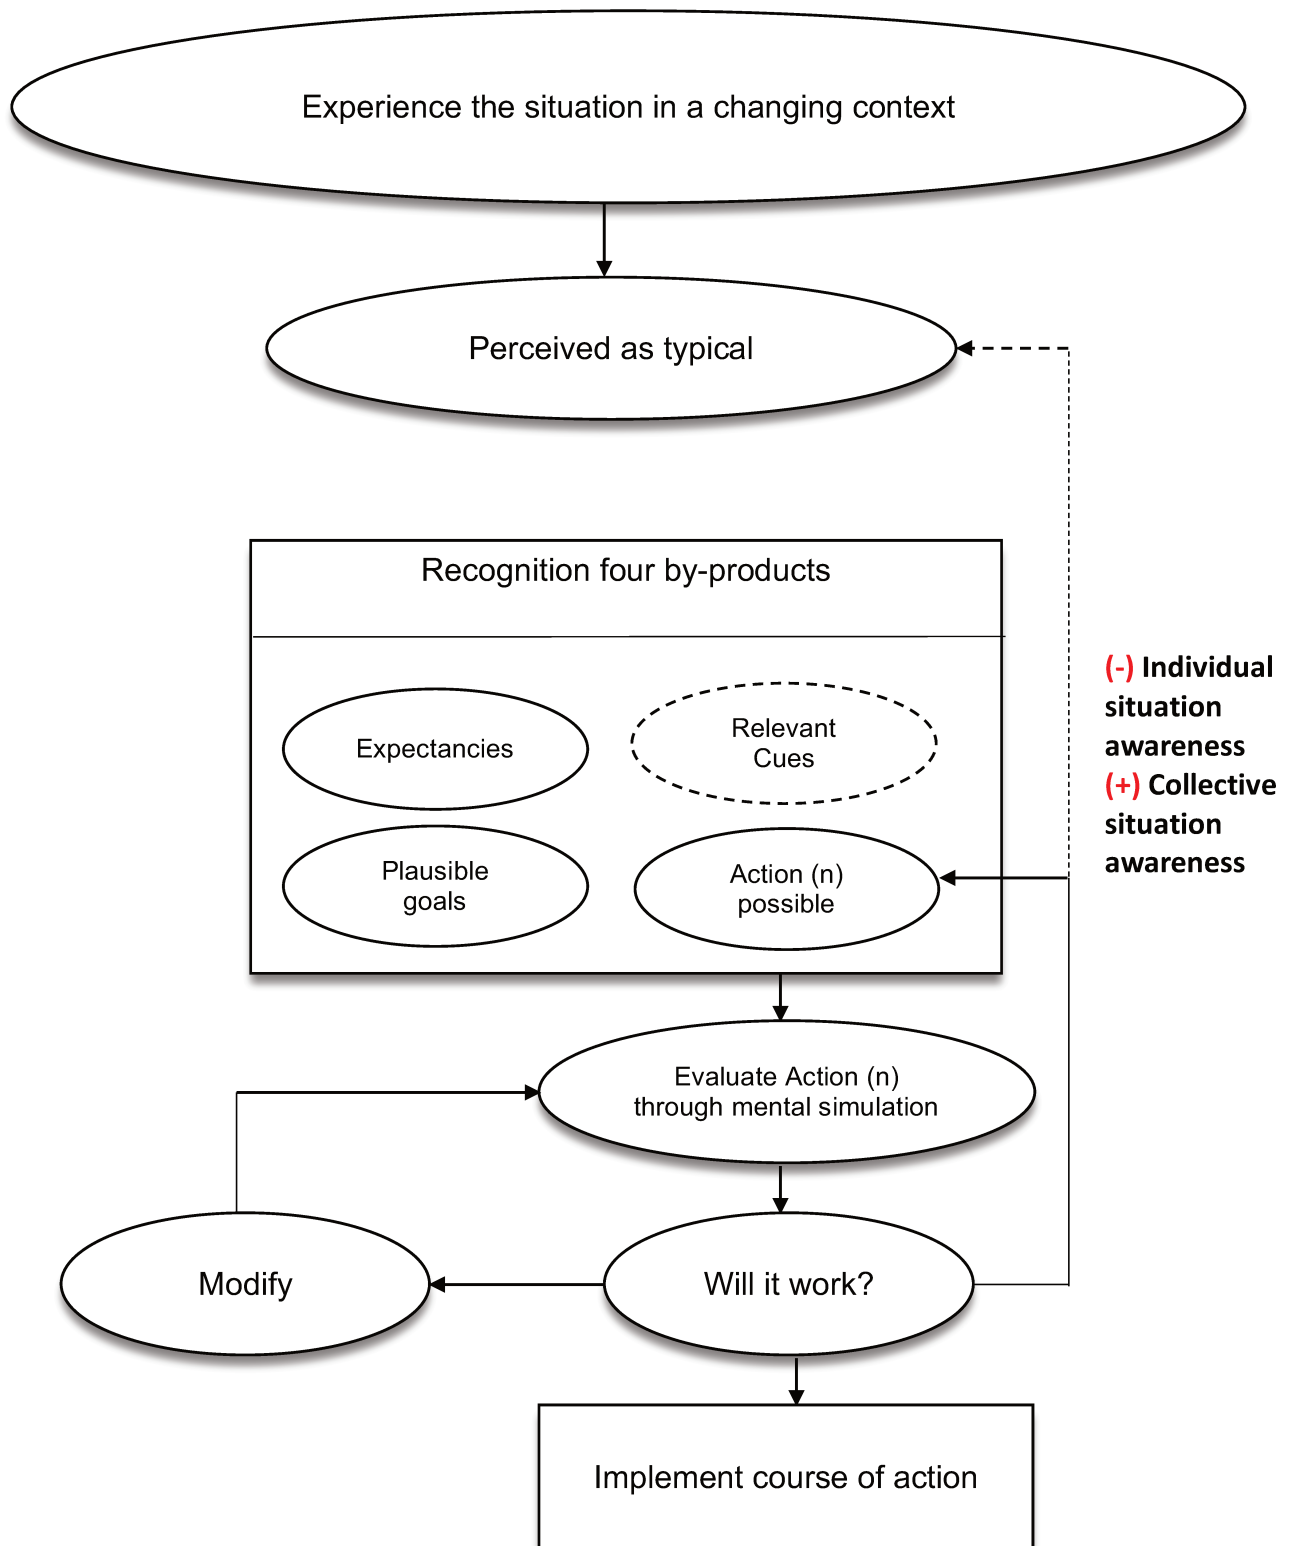 Experience the situation in a changing context
Perceived as typical
Recognition four by-products
Expectancies
Relevant
Cues
Plausible
goals
Action (n)
possible
(-) Individual
situation
awareness
(+) Collective
situation
awareness
Evaluate Action (n)
through mental simulation
Modify
Will it work?
Implement course of action